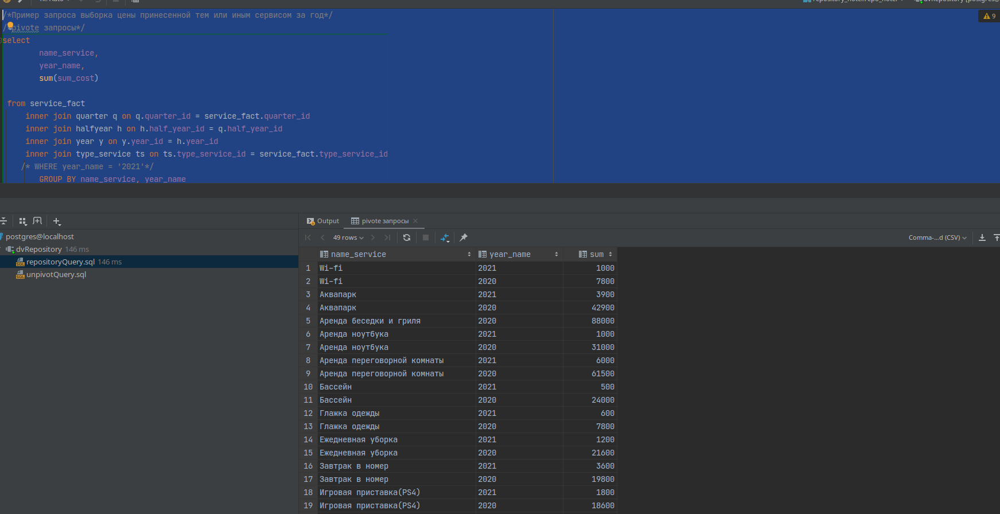 /*Пример запроса выборка цены принесенной тем или иным сервисом за год*/
pivote запросы*/
9
select
name_service,
year_name,
sum(sum_cost)
from service_fact
inner join quarter q on q.quarter_id = service_fact.quarter_id
inner join halfyear h on h.half_year_id = q.half_year_id
inner join year y on y.year_id = h.year_id
inner join type_service ts on ts.type_service_id = service_fact.type_service_id
/* WHERE year_name = '2021'*/
GROUP BY name_service, year_name
postgres@localhost
dvRepository 146 ms
repositoryQuery.sql 146 ms
unpivotQuery.sql
Output pivote запросы
49 rows Comma-...d (CSV)
name_service year_name sum
1 Wi-fi 2021 1000
2 Wi-fi 2020 7800
3 Аквапарк 2021 3900
4 Аквапарк 2020 42900
5 Аренда беседки и гриля 2020 88000
6 Аренда ноутбука 2021 1000
7 Аренда ноутбука 2020 31000
8 Аренда переговорной комнаты 2021 6000
9 Аренда переговорной комнаты 2020 61500
10 Бассейн 2021 500
11 Бассейн 2020 24000
12 Глажка одежды 2021 600
13 Глажка одежды 2020 7800
14 Ежедневная уборка 2021 1200
15 Ежедневная уборка 2020 21600
16 Завтрак в номер 2021 3600
17 Завтрак в номер 2020 19800
18 Игровая приставка(PS4) 2021 1800
19 Игровая приставка(PS4) 2020 18600